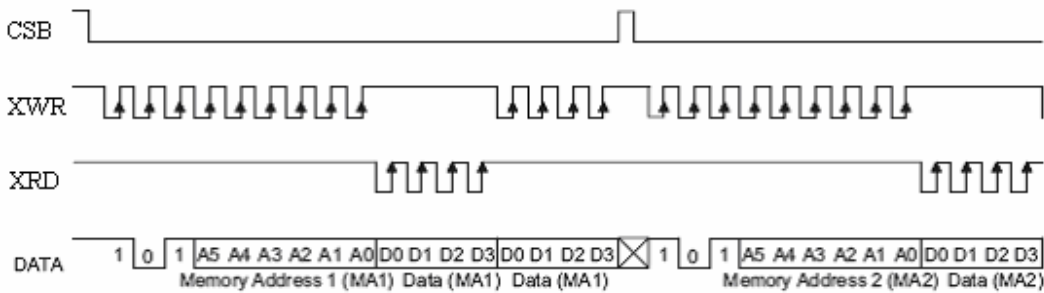 CSB
XWR
XRD
DATA 1 0 1 A5 A4 A3 A2 A1 A0 D0 D1 D2 D3 D0 D1 D2 D3 1 0 1 A5 A4 A3 A2 A1 A0 D0 D1 D2 D3
Memory Address 1 (MA1) Data (MA1) Data (MA1) Memory Address 2 (MA2) Data (MA2)